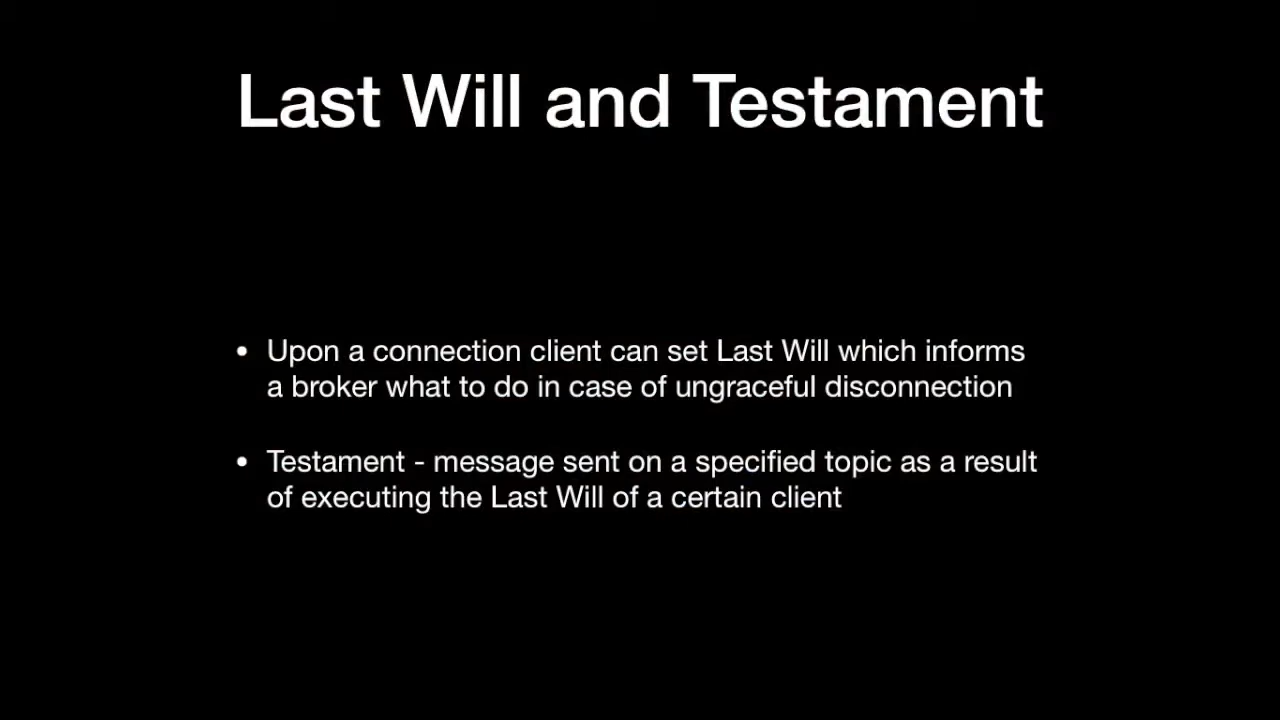 Last Will and Testament
• Upon a connection client can set Last Will which informs
a broker what to do in case of ungraceful disconnection
• Testament - message sent on a specified topic as a result
of executing the Last Will of a certain client